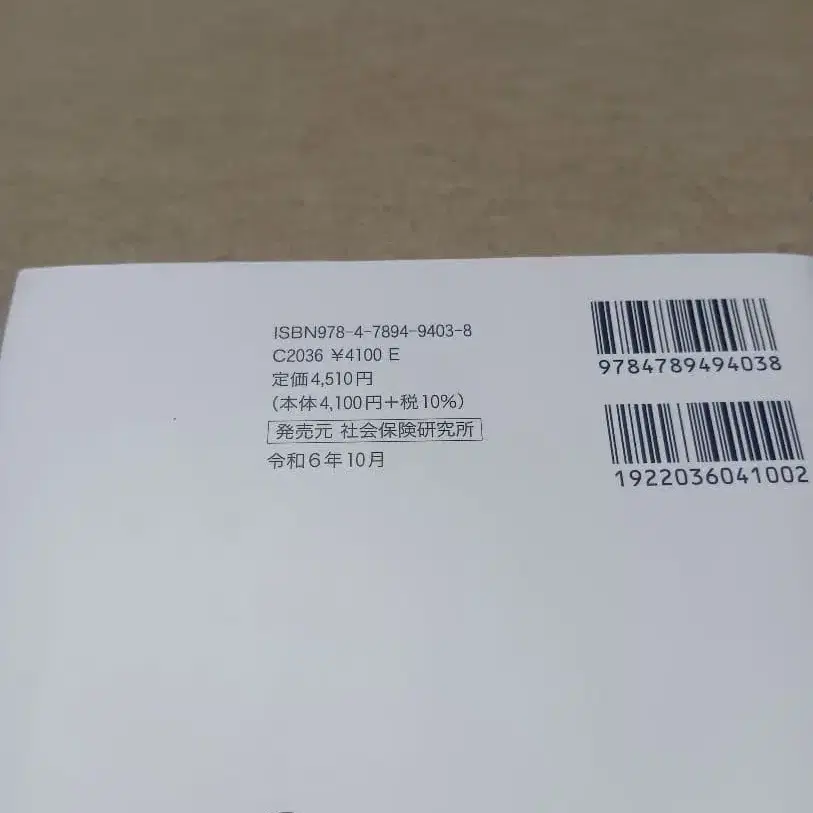 ISBN978-4-7894-9403-8
C2036 ¥4100 E
定価4,510円
(本体4,100円+税10%)
発売元 社会保険研究所
令和6年10月
9784789494038
1922036041002